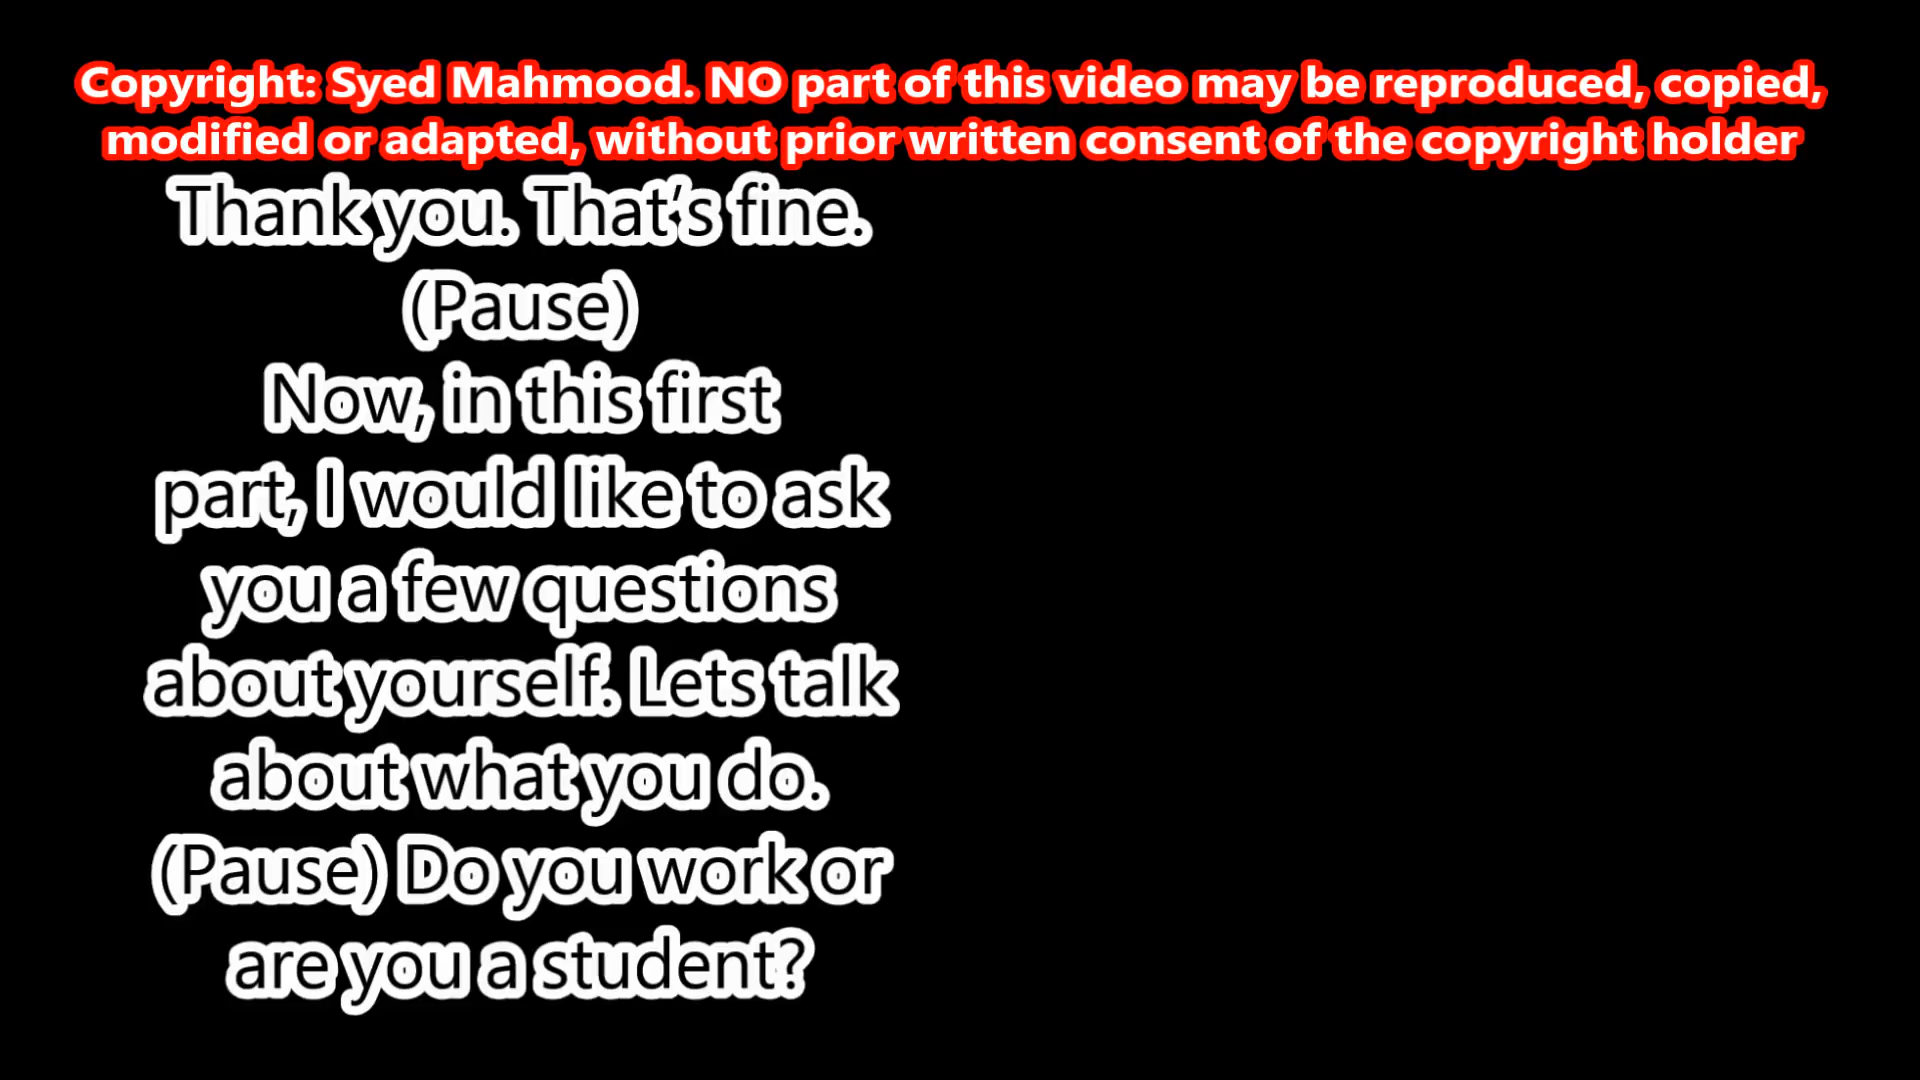 Copyright: Syed Mahmood. NO part of this video may be reproduced, copied,
modified or adapted, without prior written consent of the copyright holder
Thank you. That's fine.
(Pause)
Now, in this first
part, I would like to ask
you a few questions
about yourself. Lets talk
about what you do.
(Pause) Do you work or
are you a student?